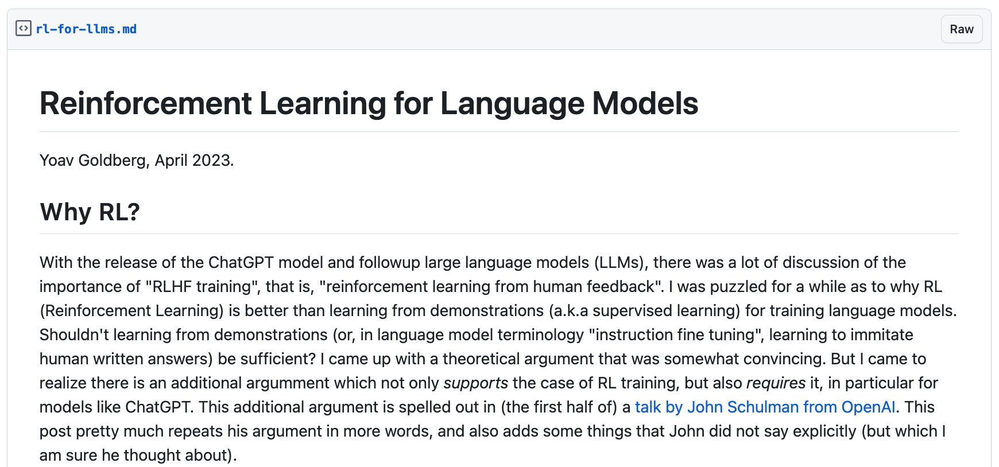 rl-for-llms.md
Raw
Reinforcement Learning for Language Models
Yoav Goldberg, April 2023.
Why RL?
With the release of the ChatGPT model and followup large language models (LLMs), there was a lot of discussion of the
importance of "RLHF training", that is, "reinforcement learning from human feedback". I was puzzled for a while as to why RL
(Reinforcement Learning) is better than learning from demonstrations (a.k.a supervised learning) for training language models.
Shouldn't learning from demonstrations (or, in language model terminology "instruction fine tuning", learning to immitate
human written answers) be sufficient? I came up with a theoretical argument that was somewhat convincing. But I came to
realize there is an additional argumment which not only supports the case of RL training, but also requires it, in particular for
models like ChatGPT. This additional argument is spelled out in (the first half of) a talk by John Schulman from OpenAI. This
post pretty much repeats his argument in more words, and also adds some things that John did not say explicitly (but which I
am sure he thought about).